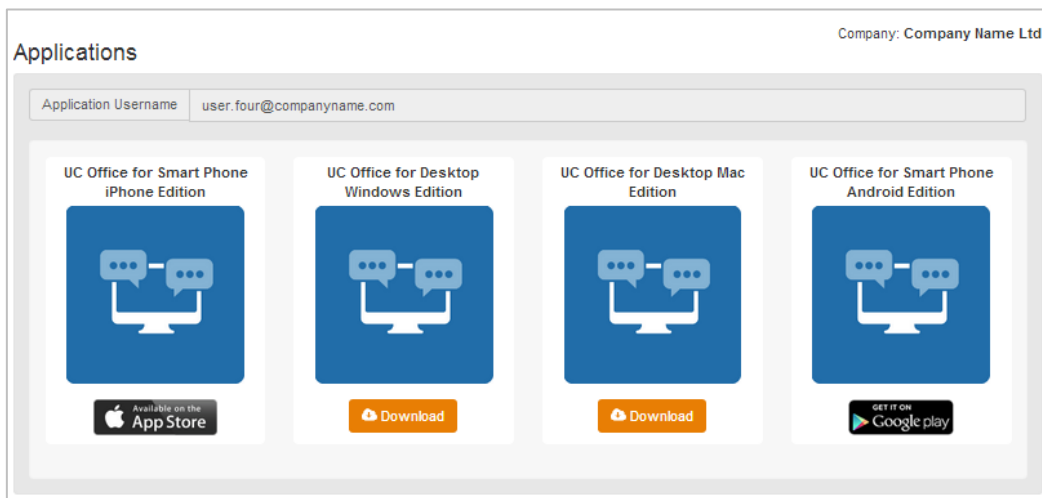 Company: Company Name Ltd
Applications
Application Username user.four@companyname.com
UC Office for Smart Phone
iPhone Edition
UC Office for Desktop
Windows Edition
UC Office for Desktop Mac
Edition
UC Office for Smart Phone
Android Edition
Available on the
App Store
Download
Download
GET IT ON
Google play